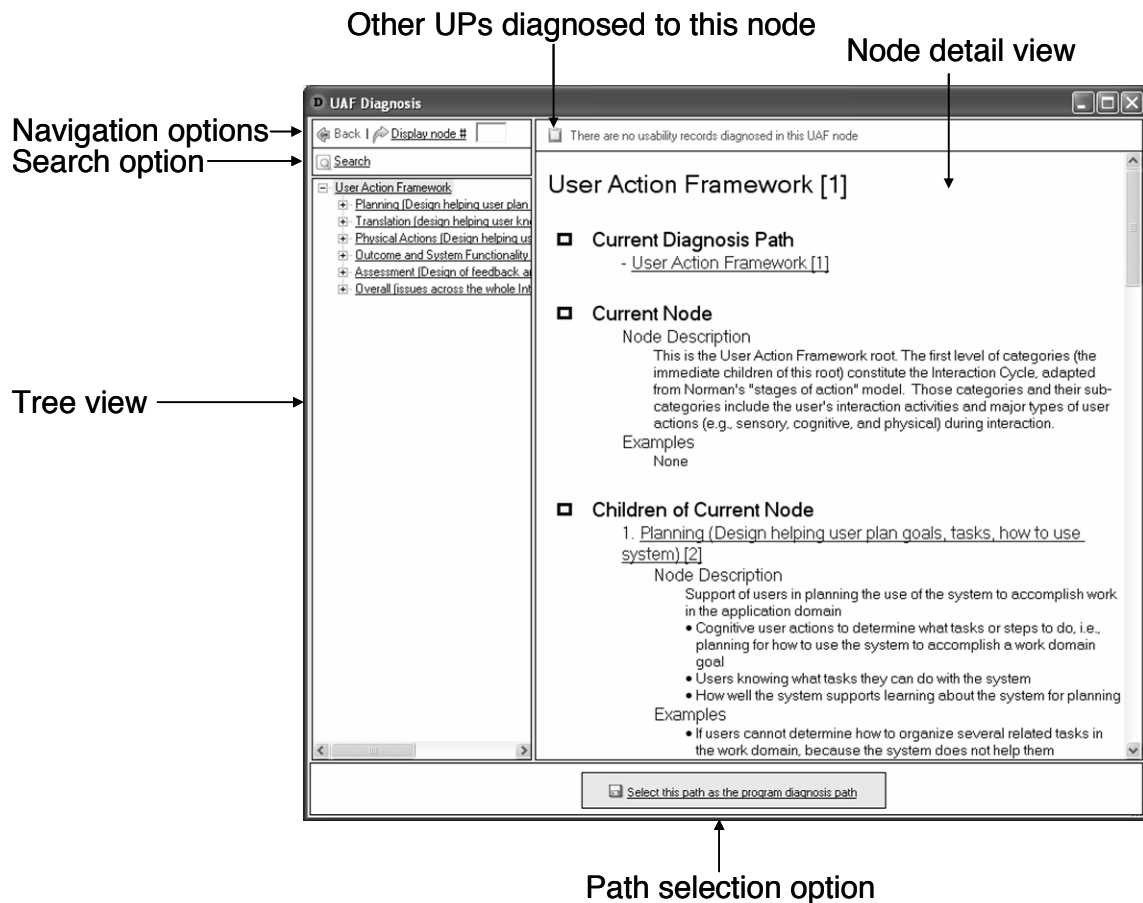 Other UPs diagnosed to this node
Node detail view
UAF Diagnosis
Navigation options
Back | Display node #
There are no usability records diagnosed in this UAF node
Search option
Search
User Action Framework
Planning (Design helping user plan
Translation (design helping user kn
Physical Actions (Design helping us
Outcome and System Functionality
Assessment (Design of feedback a
Overall (issues across the whole Int
Tree view
User Action Framework [1]
Current Diagnosis Path
- User Action Framework [1]
Current Node
Node Description
This is the User Action Framework root. The first level of categories (the
immediate children of this root) constitute the Interaction Cycle, adapted
from Norman's "stages of action" model. Those categories and their sub-
categories include the user's interaction activities and major types of user
actions (e.g., sensory, cognitive, and physical) during interaction.
Examples
None
Children of Current Node
1. Planning (Design helping user plan goals, tasks, how to use
system) [2]
Node Description
Support of users in planning the use of the system to accomplish work
in the application domain
• Cognitive user actions to determine what tasks or steps to do, i.e.,
planning for how to use the system to accomplish a work domain
goal
• Users knowing what tasks they can do with the system
• How well the system supports learning about the system for planning
Examples
• If users cannot determine how to organize several related tasks in
the work domain, because the system does not help them
Select this path as the program diagnosis path
Path selection option